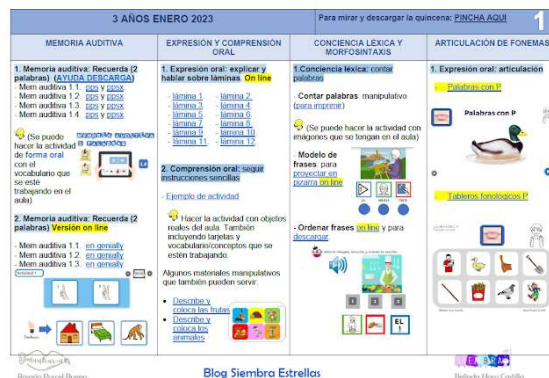 3 AÑOS ENERO 2023
Para mirar y descargar la quincena: PINCHA AQUI
1
MEMORIA AUDITIVA
EXPRESIÓN Y COMPRENSIÓN ORAL
CONCIENCIA LÉXICA Y MORFOSINTAXIS
ARTICULACIÓN DE FONEMAS
1. Memoria auditiva: Recuerda (2
palabras) (AYUDA DESCARGA)
- Mem auditiva 1.1. pps y ppsx
- Mem auditiva 1.2. pps y ppsx
- Mem auditiva 1.3. pps y ppsx
- Mem auditiva 1.4. pps y ppsx
(Se puede
hacer la actividad
de forma oral
con el
vocabulario que
se esté
trabajando en el
aula)
2. Memoria auditiva: Recuerda (2
palabras) Versión on line
- Mem auditiva 1.1. en genially
- Mem auditiva 1.2. en genially
- Mem auditiva 1.3. en genially
1. Expresión oral: explicar y
hablar sobre láminas. On line
- lámina 1. - lámina 2.
- lámina 3. - lámina 4.
- lámina 5. - lámina 6.
- lámina 7. - lámina 8.
- lámina 9. - lámina 10.
- lámina 11. - lámina 12.
2. Comprensión oral: seguir
instrucciones sencillas
- Ejemplo de actividad
Hacer la actividad con objetos
reales del aula. También
incluyendo tarjetas y
vocabulario/conceptos que se
estén trabajando.
Algunos materiales manipulativos
que también pueden servir:
• Describe y
coloca las frutas
• Describe y
coloca los
animales
1.Conciencia léxica: contar
palabras
- Contar palabras: manipulativo
(para imprimir)
(Se puede hacer la actividad con
imágenes que se tengan en el aula)
- Modelo de
frases: para
proyectar en
pizarra on line
- Ordenar frases on line y para
descargar.
1 2 3
EL
1. Expresión oral: articulación
- Palabras con P
Palabras con P
- Tableros fonológicos P
Blog Siembra Estrellas